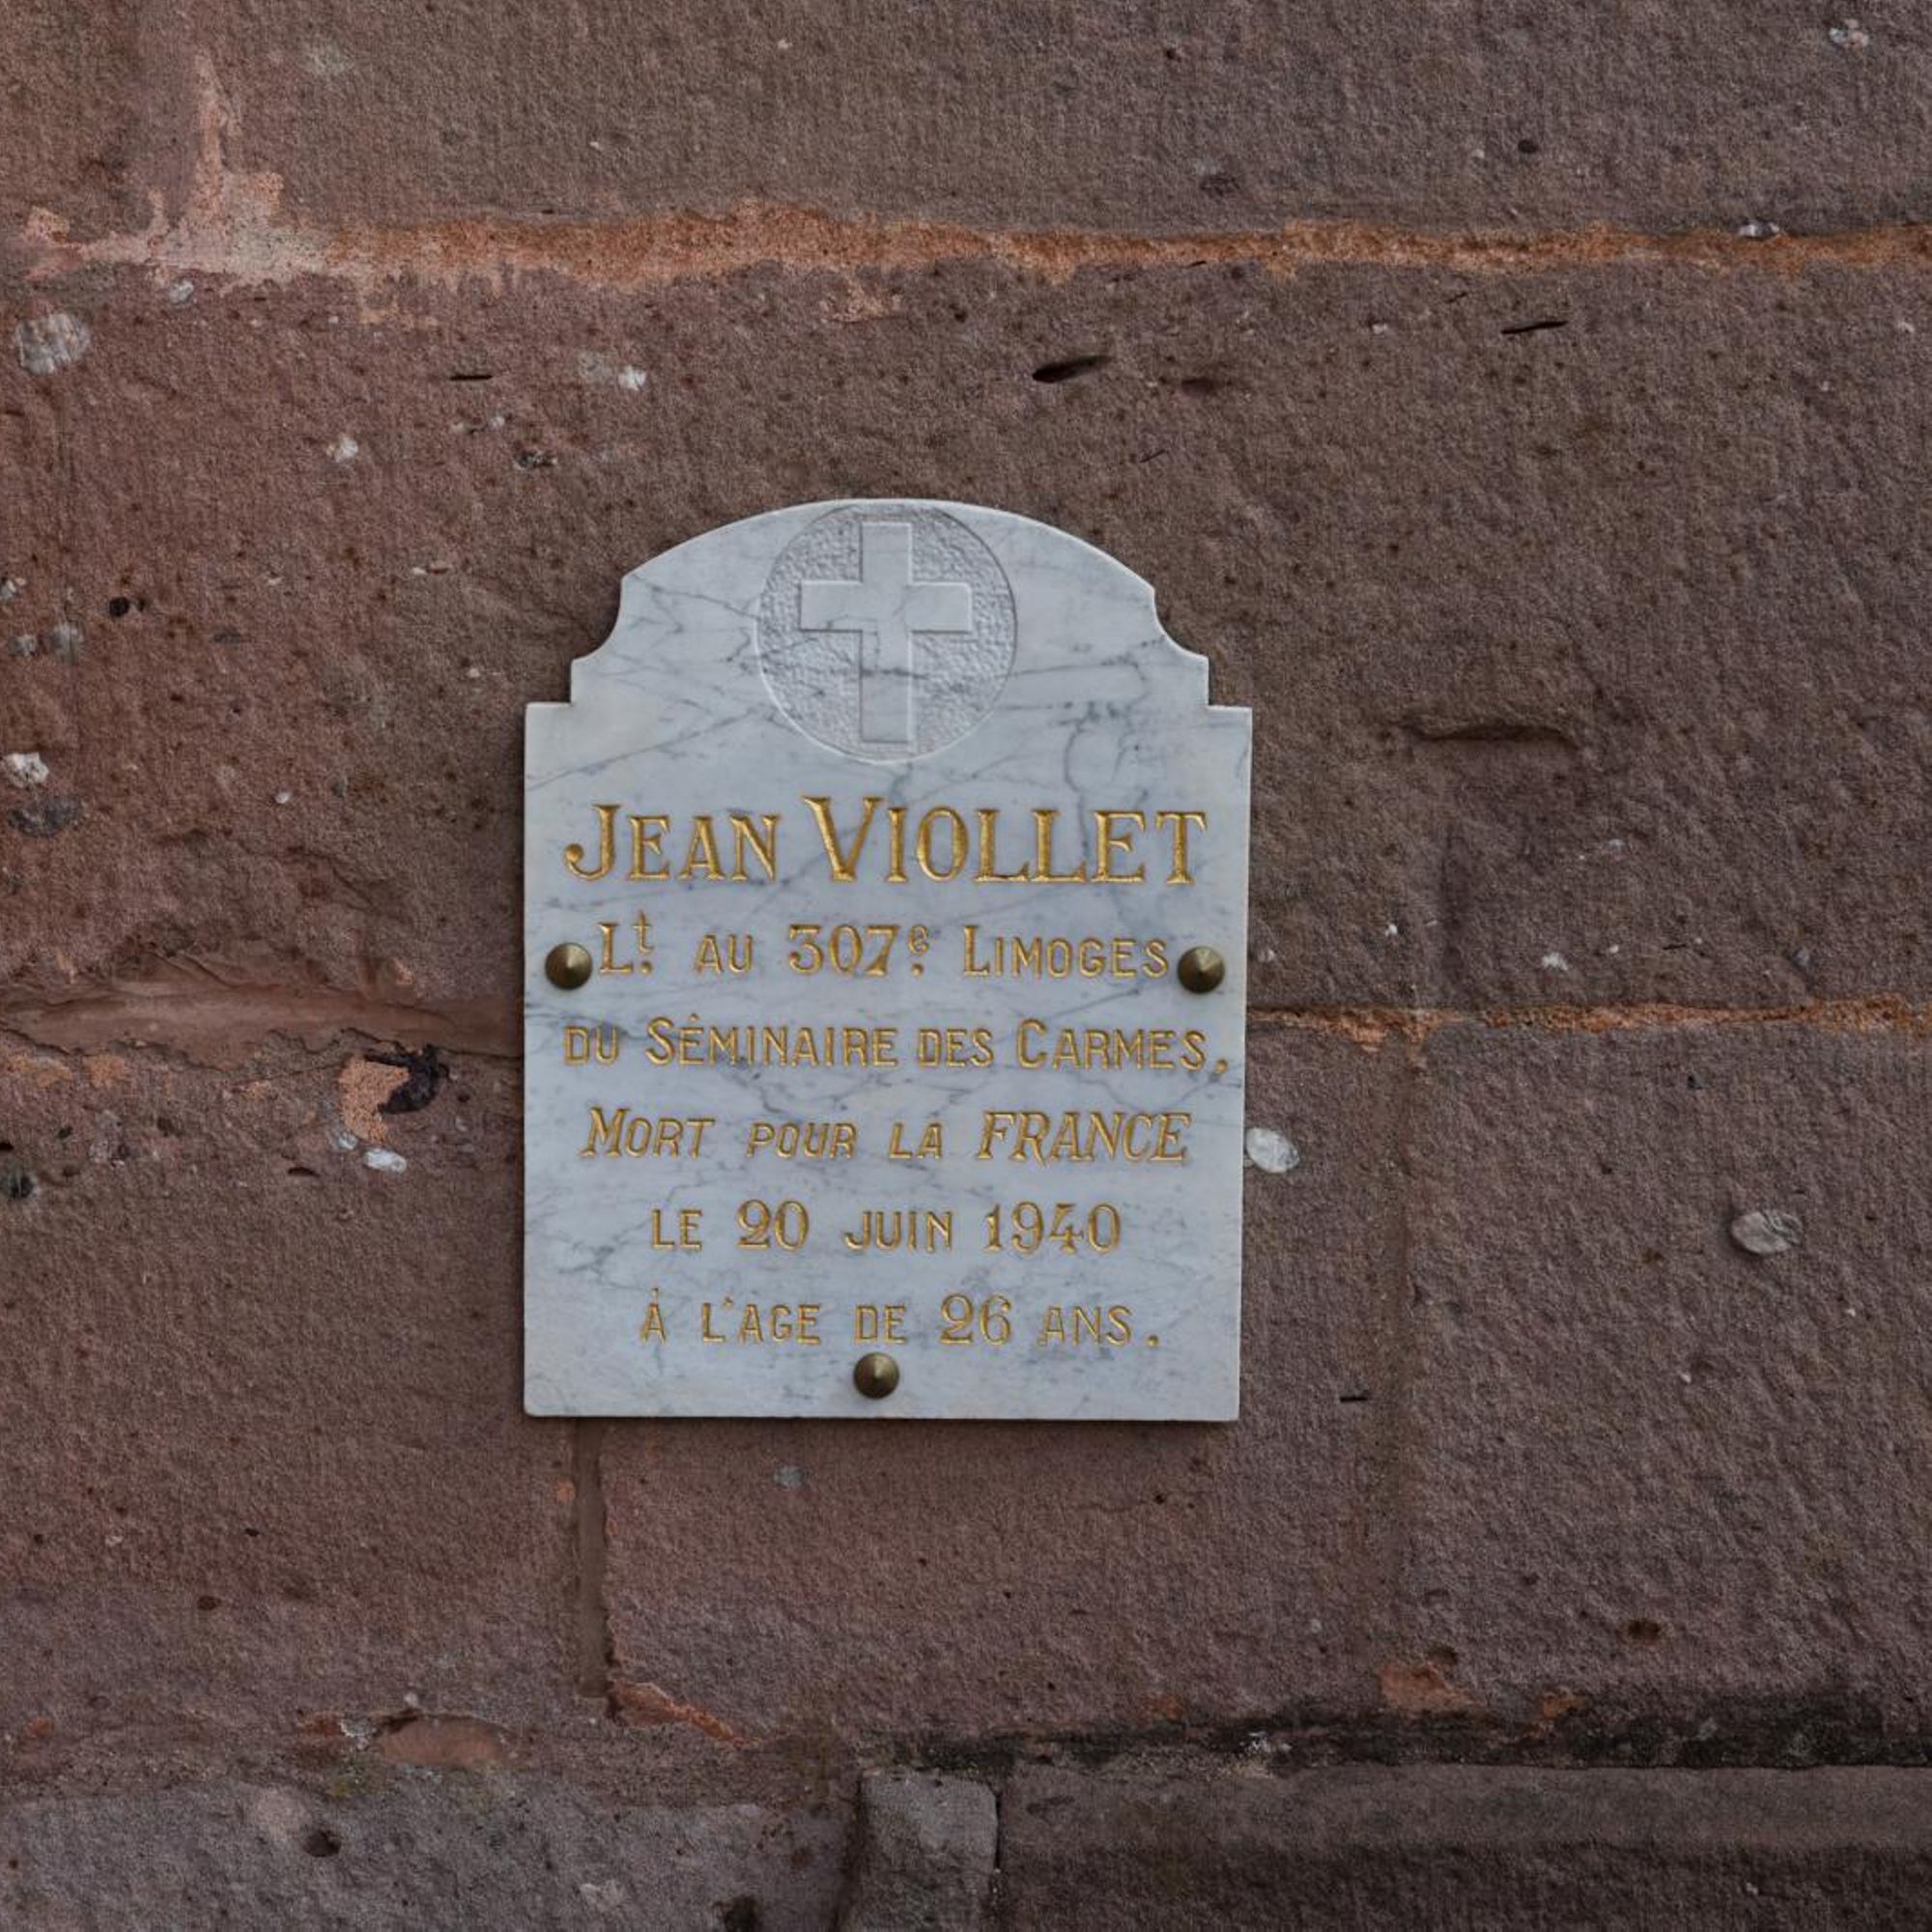 JEAN VIOLLET
Lt. AU 307e. LIMOGES
DU SÉMINAIRE DES CARMES,
MORT POUR LA FRANCE
LE 20 JUIN 1940
À L'AGE DE 26 ANS.